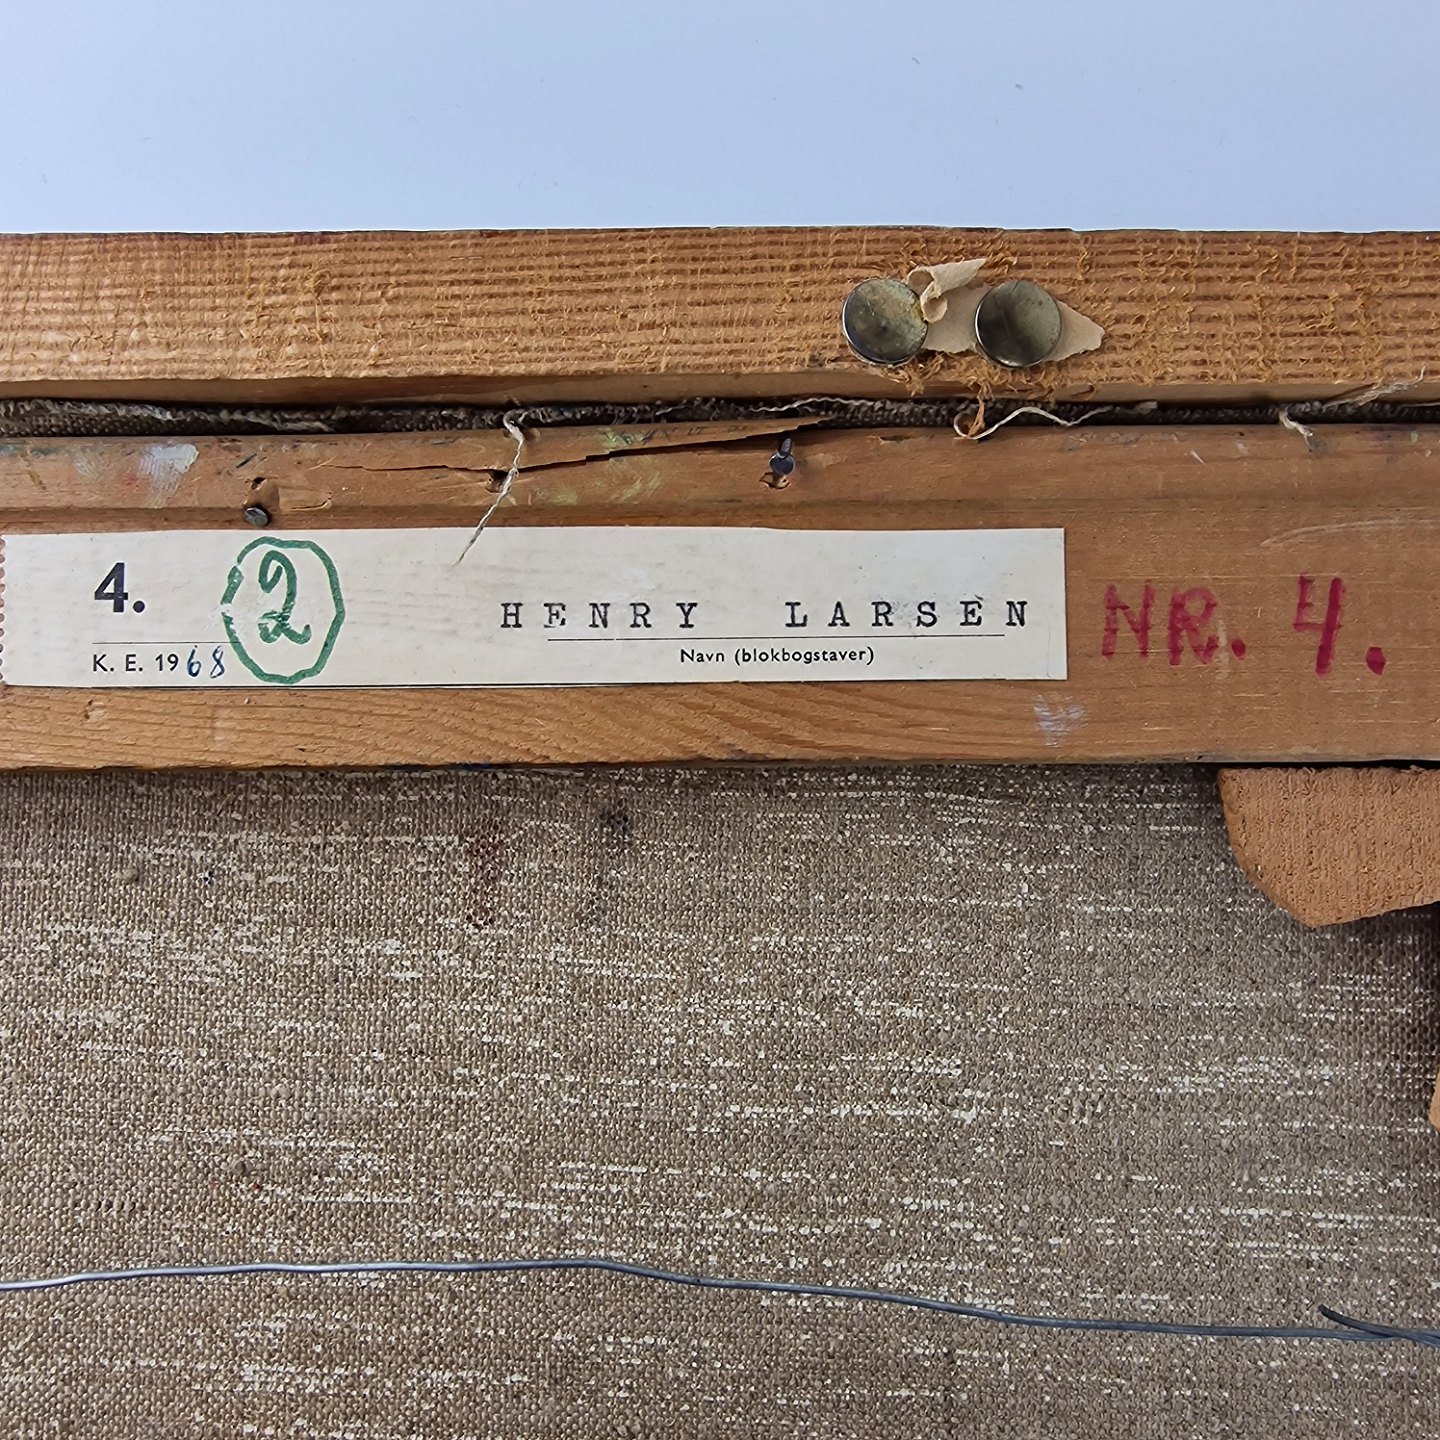 4. 2 HENRY LARSEN NR. 4.
K. E. 1968 Navn (blokbogstaver)